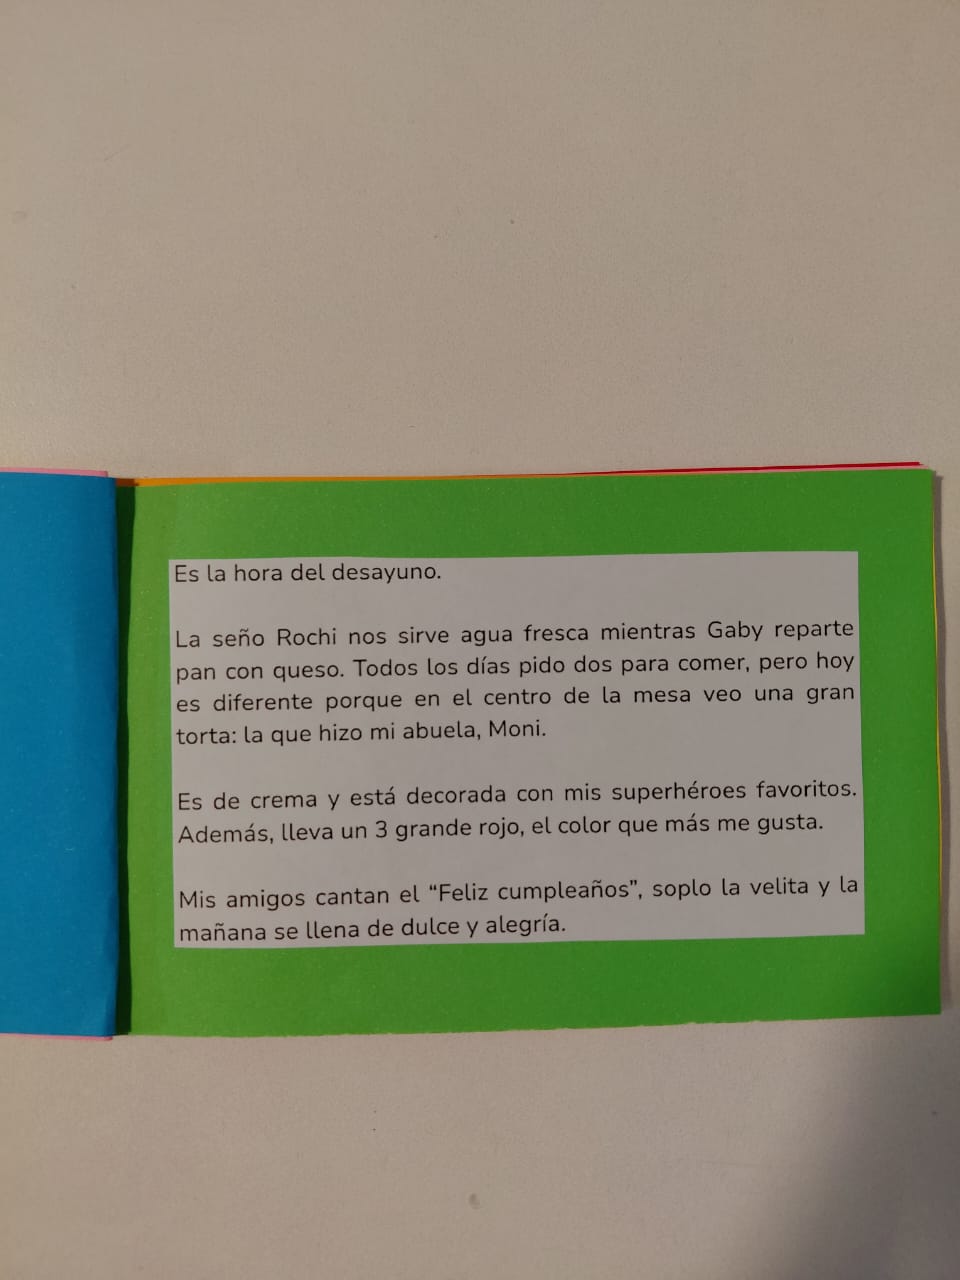 Es la hora del desayuno.
La seño Rochi nos sirve agua fresca mientras Gaby reparte
pan con queso. Todos los días pido dos para comer, pero hoy
es diferente porque en el centro de la mesa veo una gran
torta: la que hizo mi abuela, Moni.
Es de crema y está decorada con mis superhéroes favoritos.
Además, lleva un 3 grande rojo, el color que más me gusta.
Mis amigos cantan el “Feliz cumpleaños”, soplo la velita y la
mañana se llena de dulce y alegría.